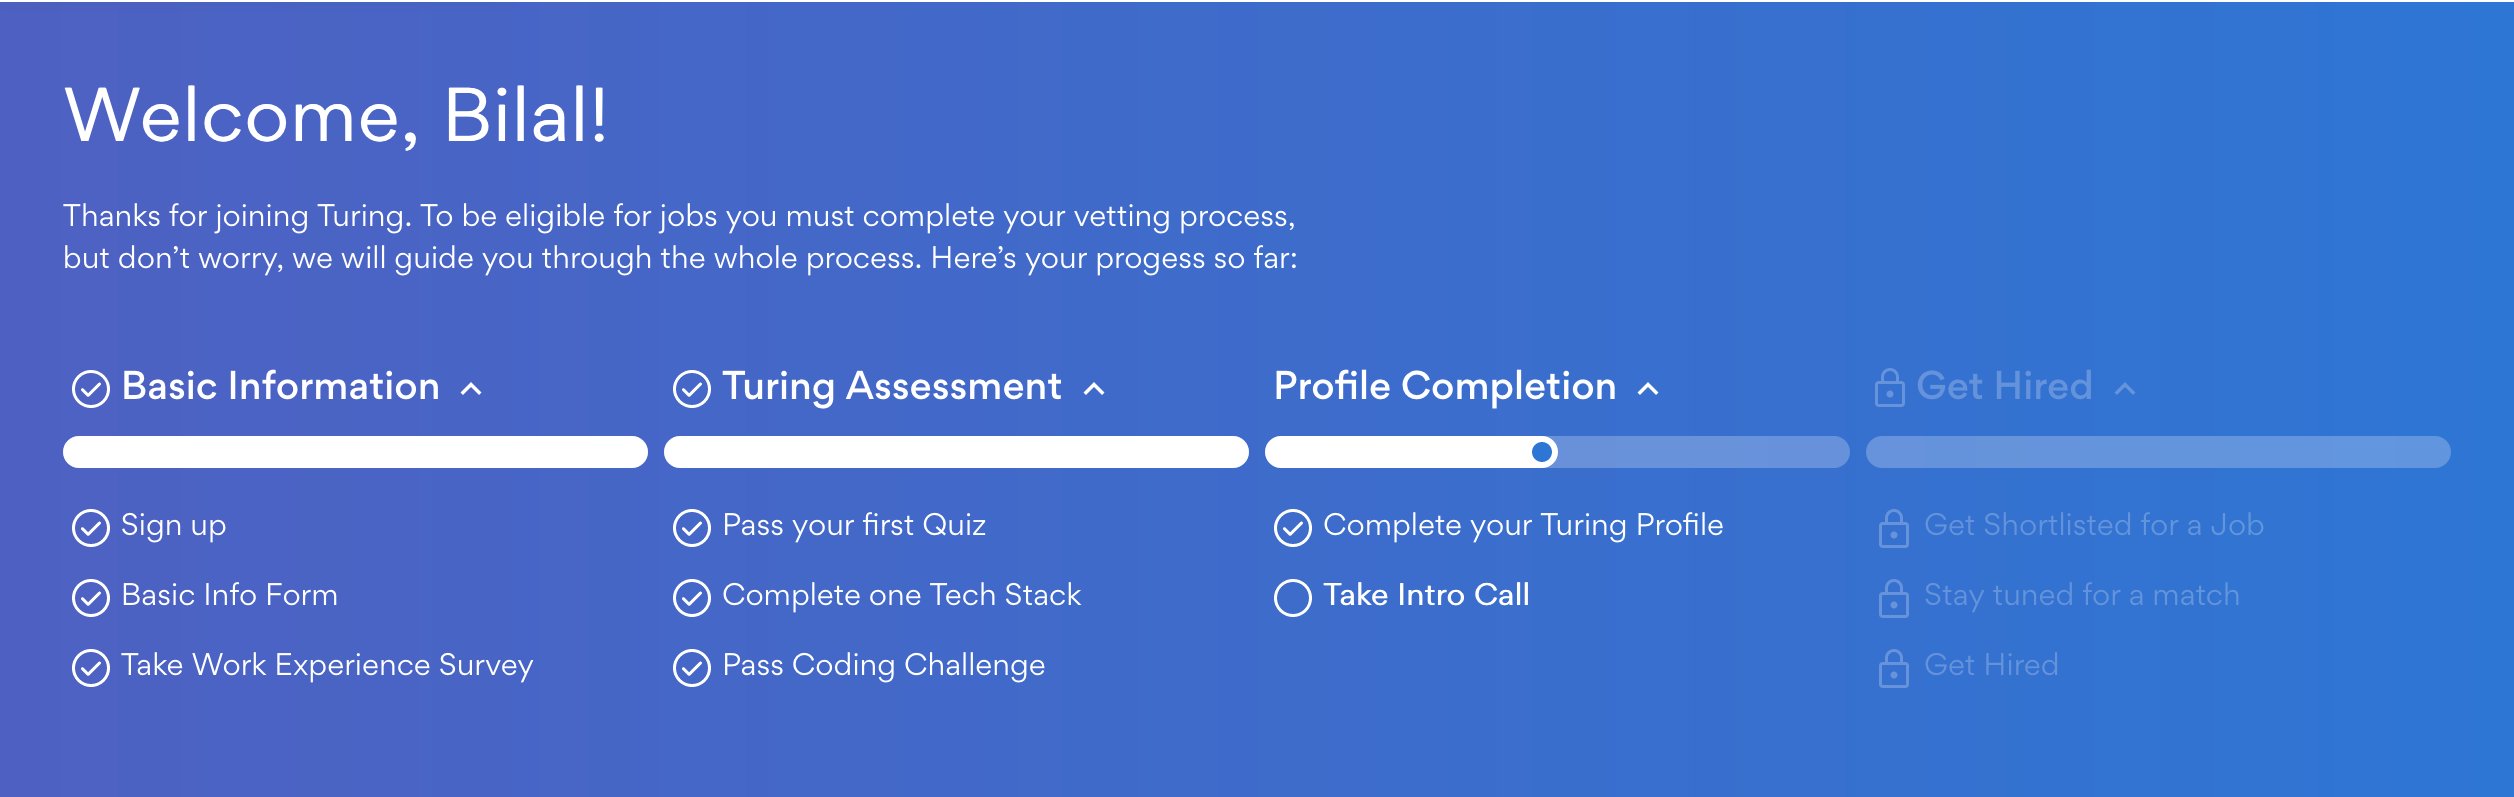 Welcome, Bilal!
Thanks for joining Turing. To be eligible for jobs you must complete your vetting process,
but don’t worry, we will guide you through the whole process. Here’s your progess so far:
Basic Information
Sign up
Basic Info Form
Take Work Experience Survey
Turing Assessment
Pass your first Quiz
Complete one Tech Stack
Pass Coding Challenge
Profile Completion
Complete your Turing Profile
Take Intro Call
Get Hired
Get Shortlisted for a Job
Stay tuned for a match
Get Hired